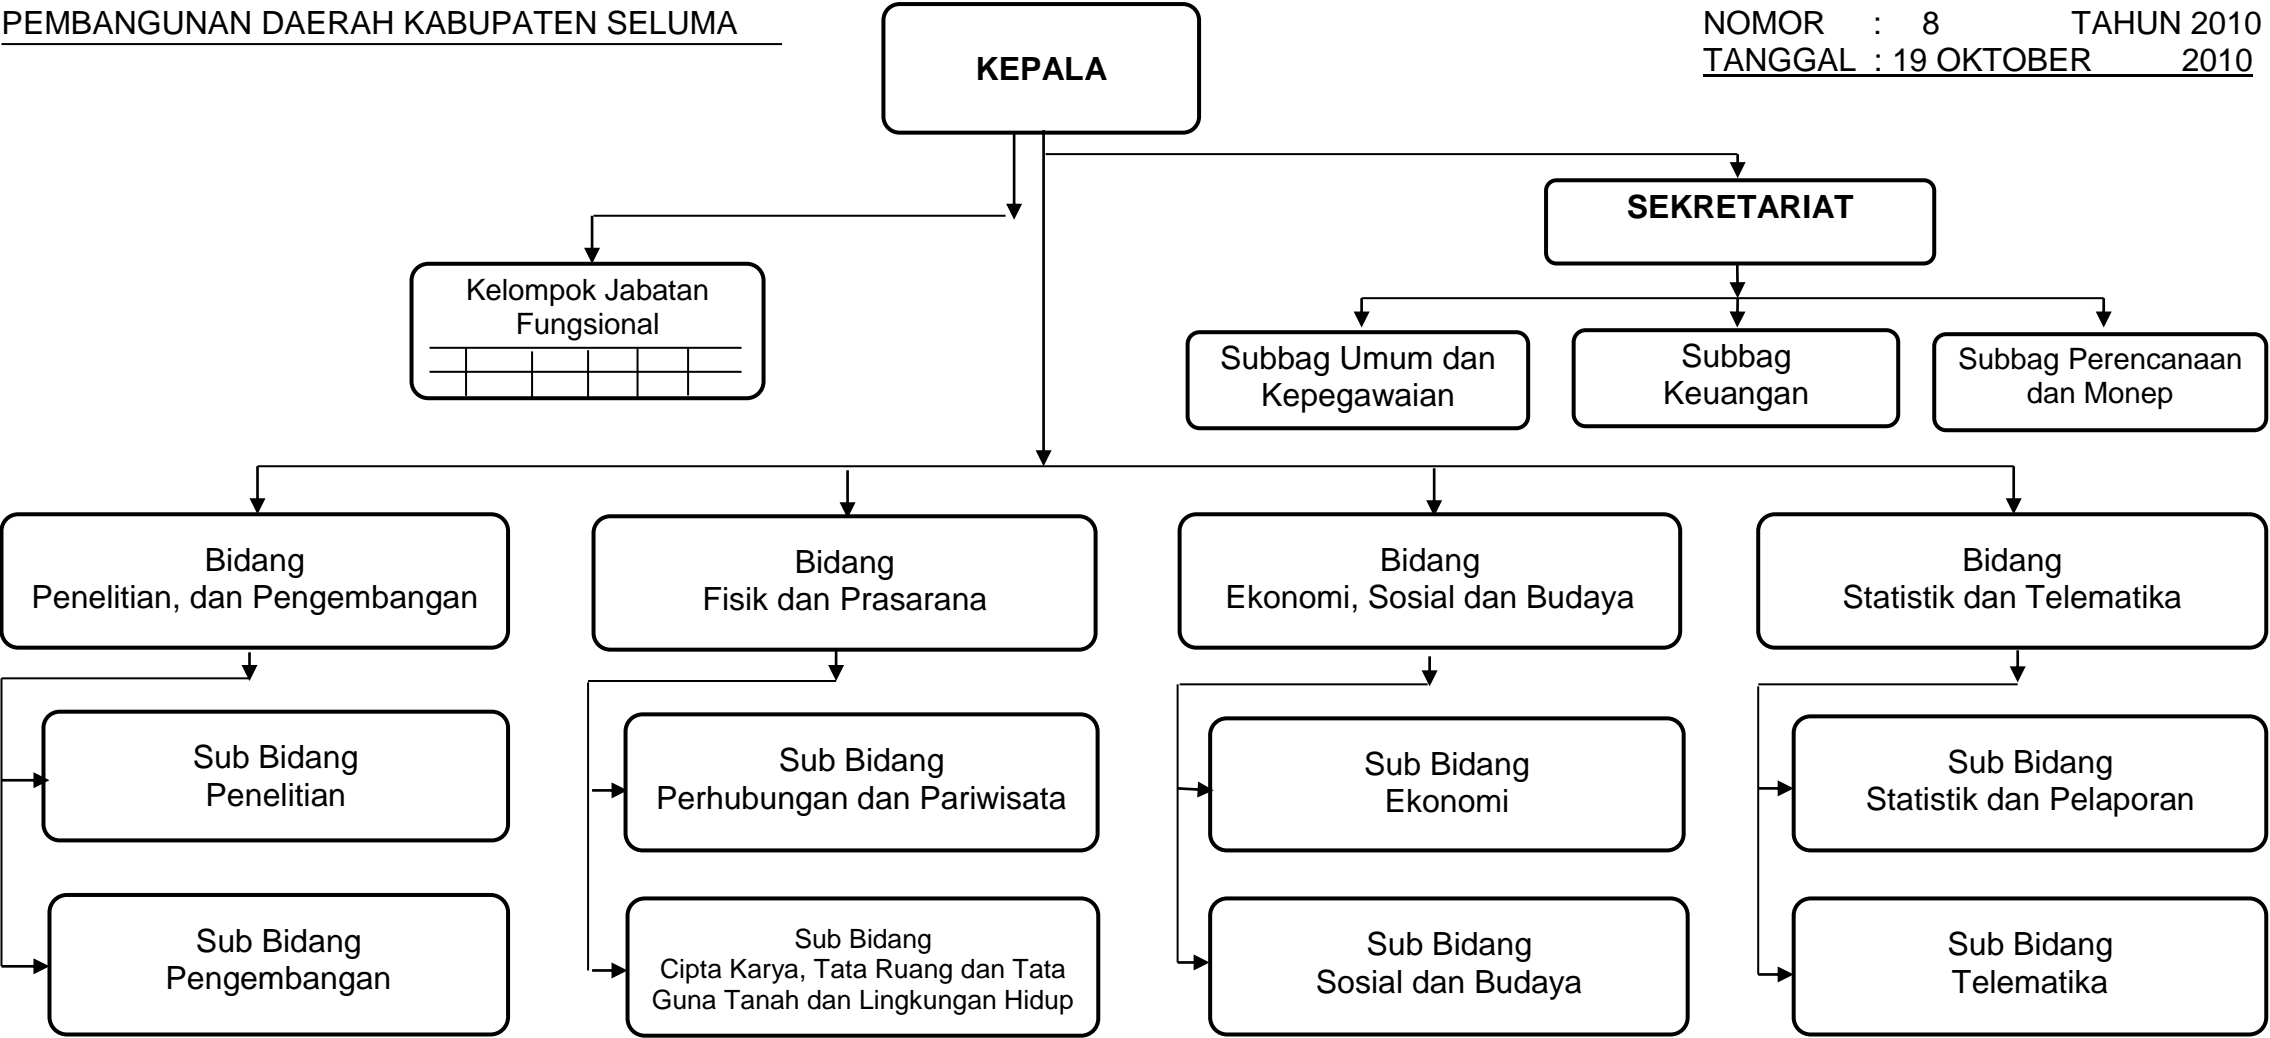 PEMBANGUNAN DAERAH KABUPATEN SELUMA
NOMOR : 8 TAHUN 2010
TANGGAL : 19 OKTOBER 2010
KEPALA
SEKRETARIAT
Kelompok Jabatan
Fungsional
Subbag Umum dan
Kepegawaian
Subbag
Keuangan
Subbag Perencanaan
dan Monep
Bidang
Penelitian, dan Pengembangan
Bidang
Fisik dan Prasarana
Bidang
Ekonomi, Sosial dan Budaya
Bidang
Statistik dan Telematika
Sub Bidang
Penelitian
Sub Bidang
Perhubungan dan Pariwisata
Sub Bidang
Ekonomi
Sub Bidang
Statistik dan Pelaporan
Sub Bidang
Pengembangan
Sub Bidang
Cipta Karya, Tata Ruang dan Tata
Guna Tanah dan Lingkungan Hidup
Sub Bidang
Sosial dan Budaya
Sub Bidang
Telematika